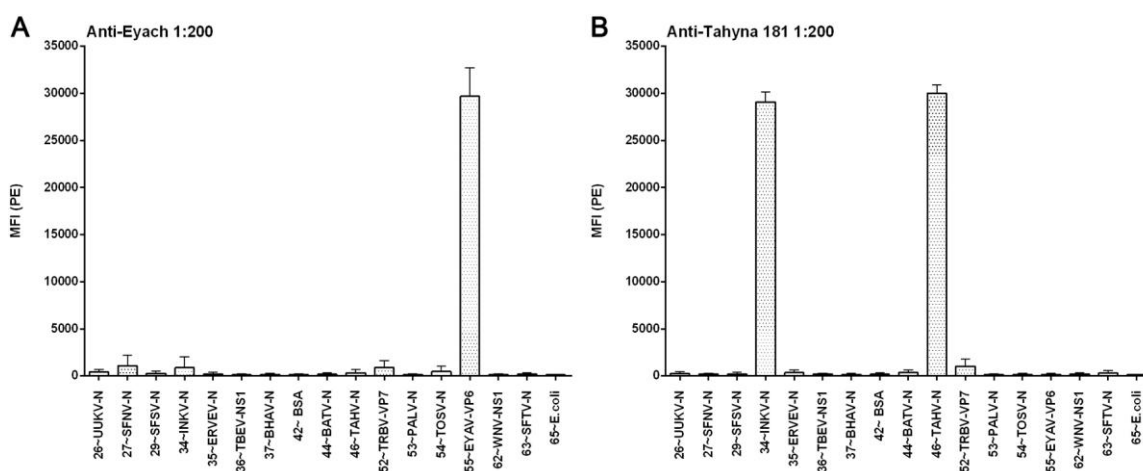 A
Anti-Eyach 1:200
MFI (PE)
35000
30000
25000
20000
15000
10000
5000
0
26~UUKV-N
27~SFNV-N
29~SFSV-N
34~INKV-N
35~ERVEV-N
36~TBEV-NS1
37~BHAV-N
42~ BSA
44~BATV-N
46~TAHV-N
52~TRBV-VP7
53~PALV-N
54~TOSV-N
55~EYAV-VP6
62~WNV-NS1
63~SFTV-N
65~E.coli
B
Anti-Tahyna 181 1:200
MFI (PE)
35000
30000
25000
20000
15000
10000
5000
0
26~UUKV-N
27~SFNV-N
29~SFSV-N
34~INKV-N
35~ERVEV-N
36~TBEV-NS1
37~BHAV-N
42~ BSA
44~BATV-N
46~TAHV-N
52~TRBV-VP7
53~PALV-N
54~TOSV-N
55~EYAV-VP6
62~WNV-NS1
63~SFTV-N
65~E.coli